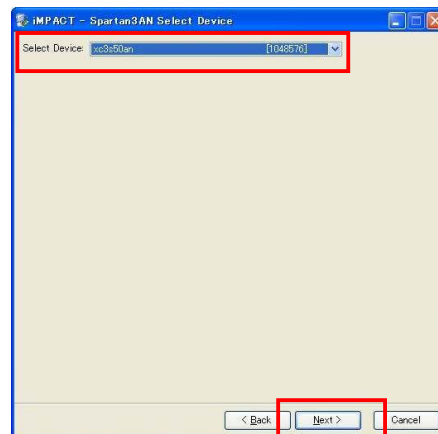 iMPACT - Spartan3AN Select Device
Select Device: xc3s50an [1048576]
< Back Next > Cancel